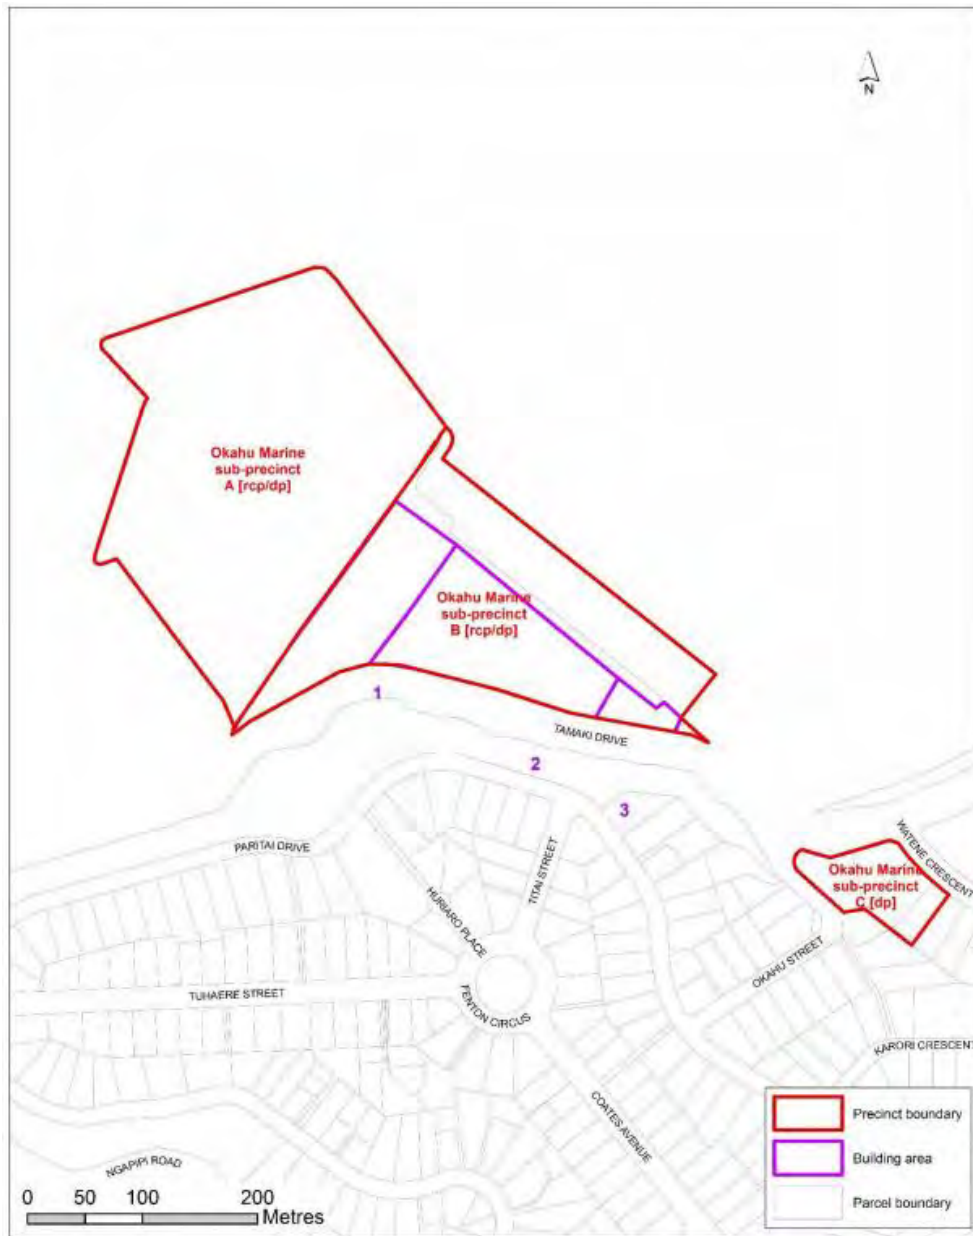 N
Okahu Marine
sub-precinct
A [rcp/dp]
Okahu Marine
sub-precinct
B [rcp/dp]
1
TAMAKI DRIVE
2
3
PARITAI DRIVE
HURIARO PLACE
TITAI STREET
WATENE CRESCENT
Okahu Marine
sub-precinct
C [dp]
OKAHU STREET
TUHAERE STREET
FENTON CIRCUS
KARORI CRESCENT
COATES AVENUE
NGAPIPI ROAD
Precinct boundary
Building area
Parcel boundary
0 50 100 200
Metres